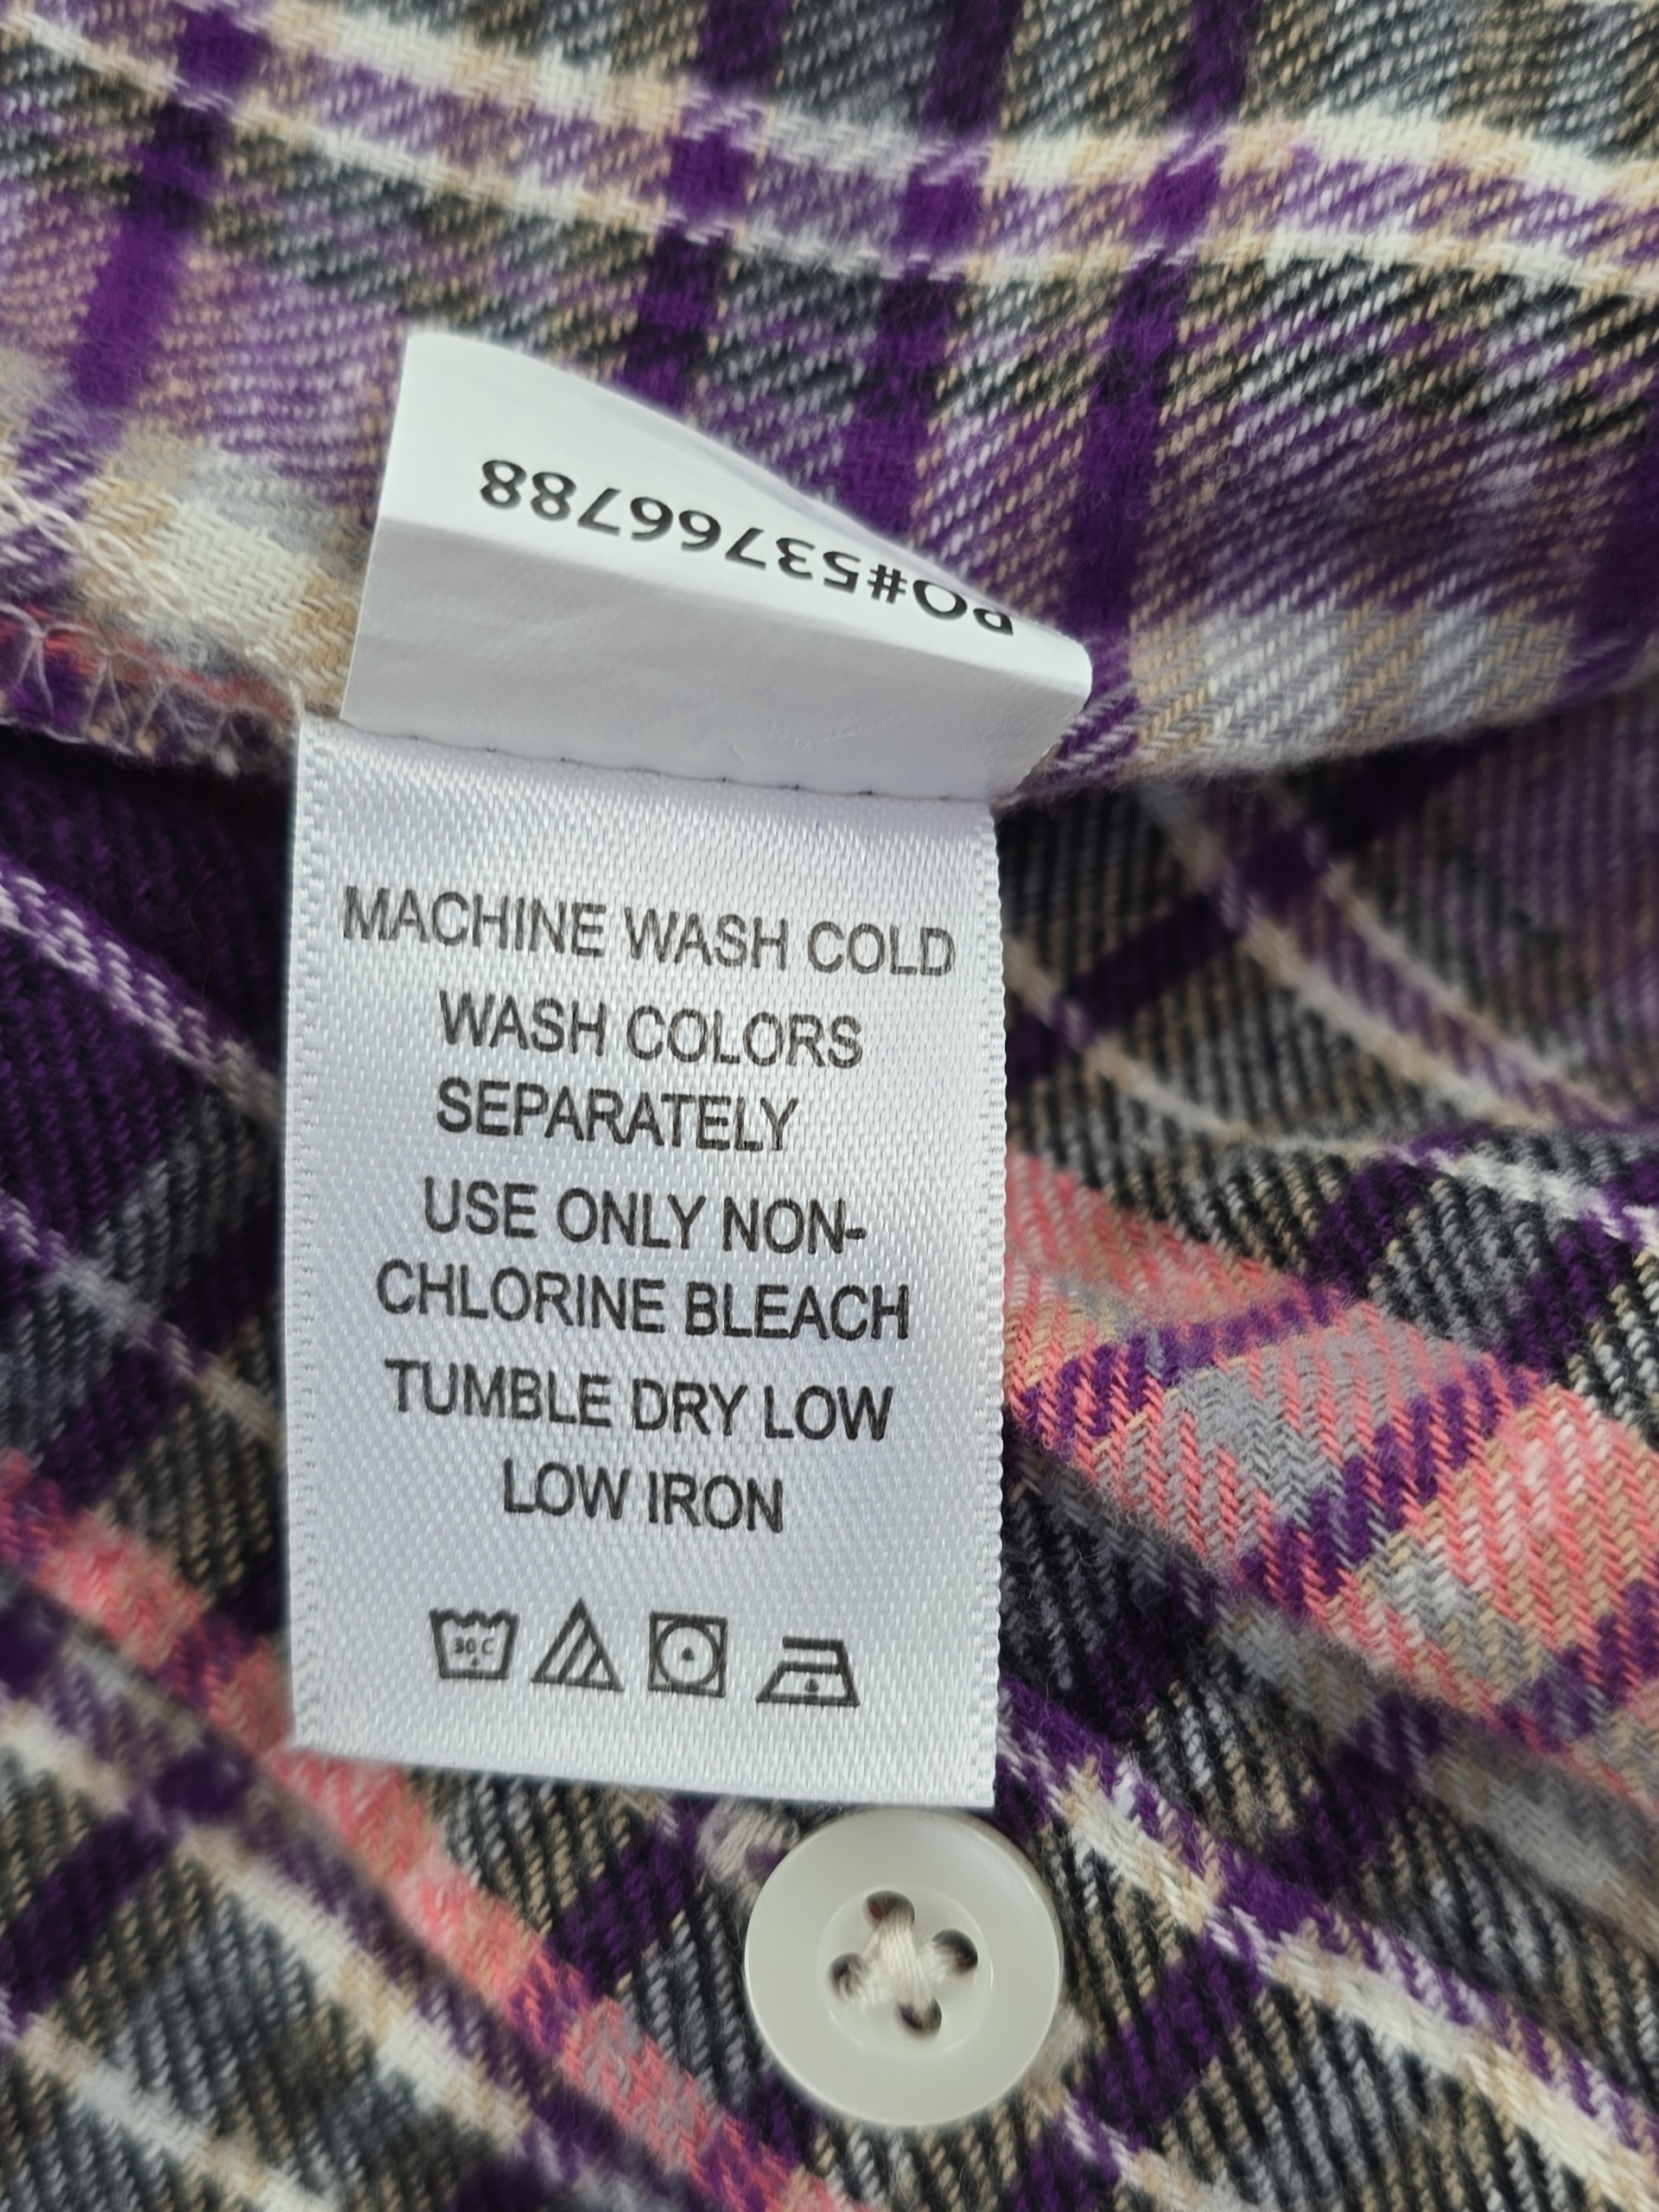 PO#53766788
MACHINE WASH COLD
WASH COLORS
SEPARATELY
USE ONLY NON-
CHLORINE BLEACH
TUMBLE DRY LOW
LOW IRON
30 C